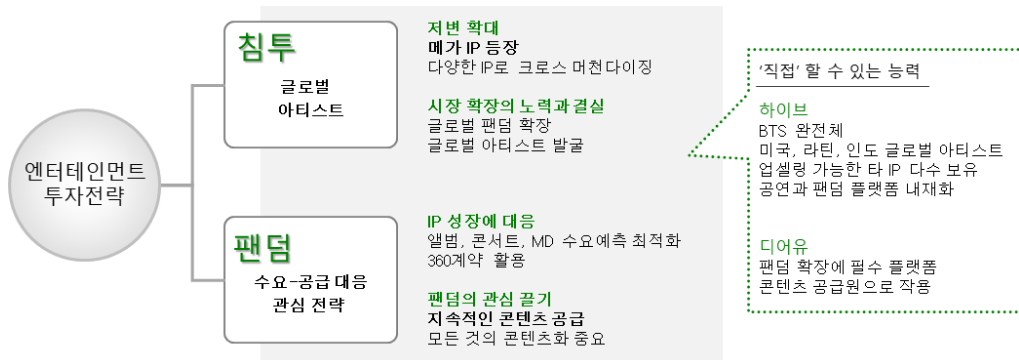 엔터테인먼트
투자전략
침투
글로벌
아티스트
저변 확대
메가 IP 등장
다양한 IP로 크로스 머천다이징
시장 확장의 노력과 결실
글로벌 팬덤 확장
글로벌 아티스트 발굴
팬덤
수요-공급 대응
관심 전략
IP 성장에 대응
앨범, 콘서트, MD 수요예측 최적화
360계약 활용
팬덤의 관심 끌기
지속적인 콘텐츠 공급
모든 것의 콘텐츠화 중요
‘직접’ 할 수 있는 능력
하이브
BTS 완전체
미국, 라틴, 인도 글로벌 아티스트
업셀링 가능한 타 IP 다수 보유
공연과 팬덤 플랫폼 내재화
디어유
팬덤 확장에 필수 플랫폼
콘텐츠 공급원으로 작용